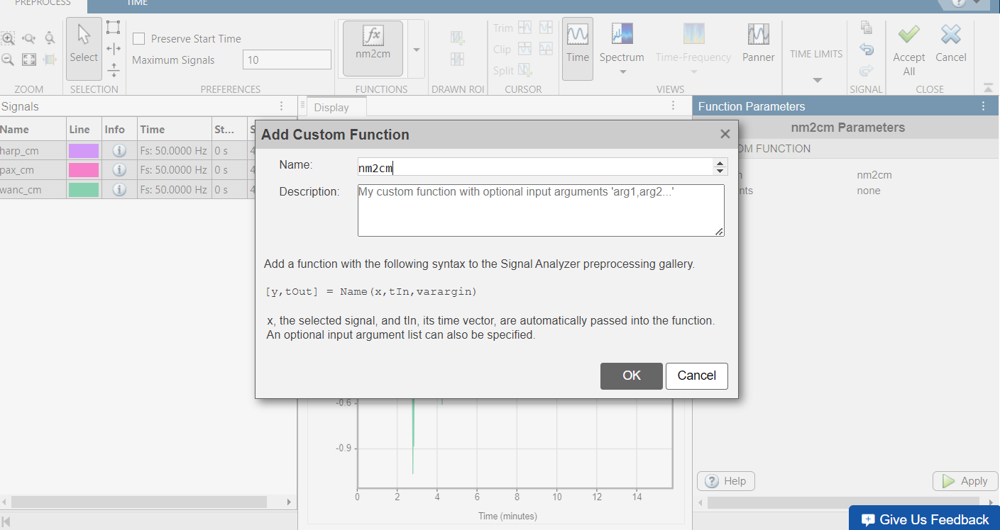 PREPROCESS TIME
Select
Preserve Start Time
Maximum Signals 10
nm2cm
Trim
Clip
Split
Time Spectrum Time-Frequency Panner
TIME LIMITS
Accept All Cancel
ZOOM SELECTION PREFERENCES FUNCTIONS DRAWN ROI CURSOR VIEWS SIGNAL CLOSE
Signals Display Function Parameters
Name Line Info Time St... S
nm2cm Parameters
harp_cm Fs: 50.0000 Hz 0 s 4
pax_cm Fs: 50.0000 Hz 0 s 4
wanc_cm Fs: 50.0000 Hz 0 s 4
OM FUNCTION
n nm2cm
nts none
Add Custom Function
Name: nm2cm
Description: My custom function with optional input arguments 'arg1,arg2...'
Add a function with the following syntax to the Signal Analyzer preprocessing gallery.
[y,tOut] = Name(x,tIn,varargin)
x, the selected signal, and tIn, its time vector, are automatically passed into the function.
An optional input argument list can also be specified.
OK Cancel
-0.6
-0.9
0 2 4 6 8 10 12 14
Time (minutes)
Help Apply
Give Us Feedback